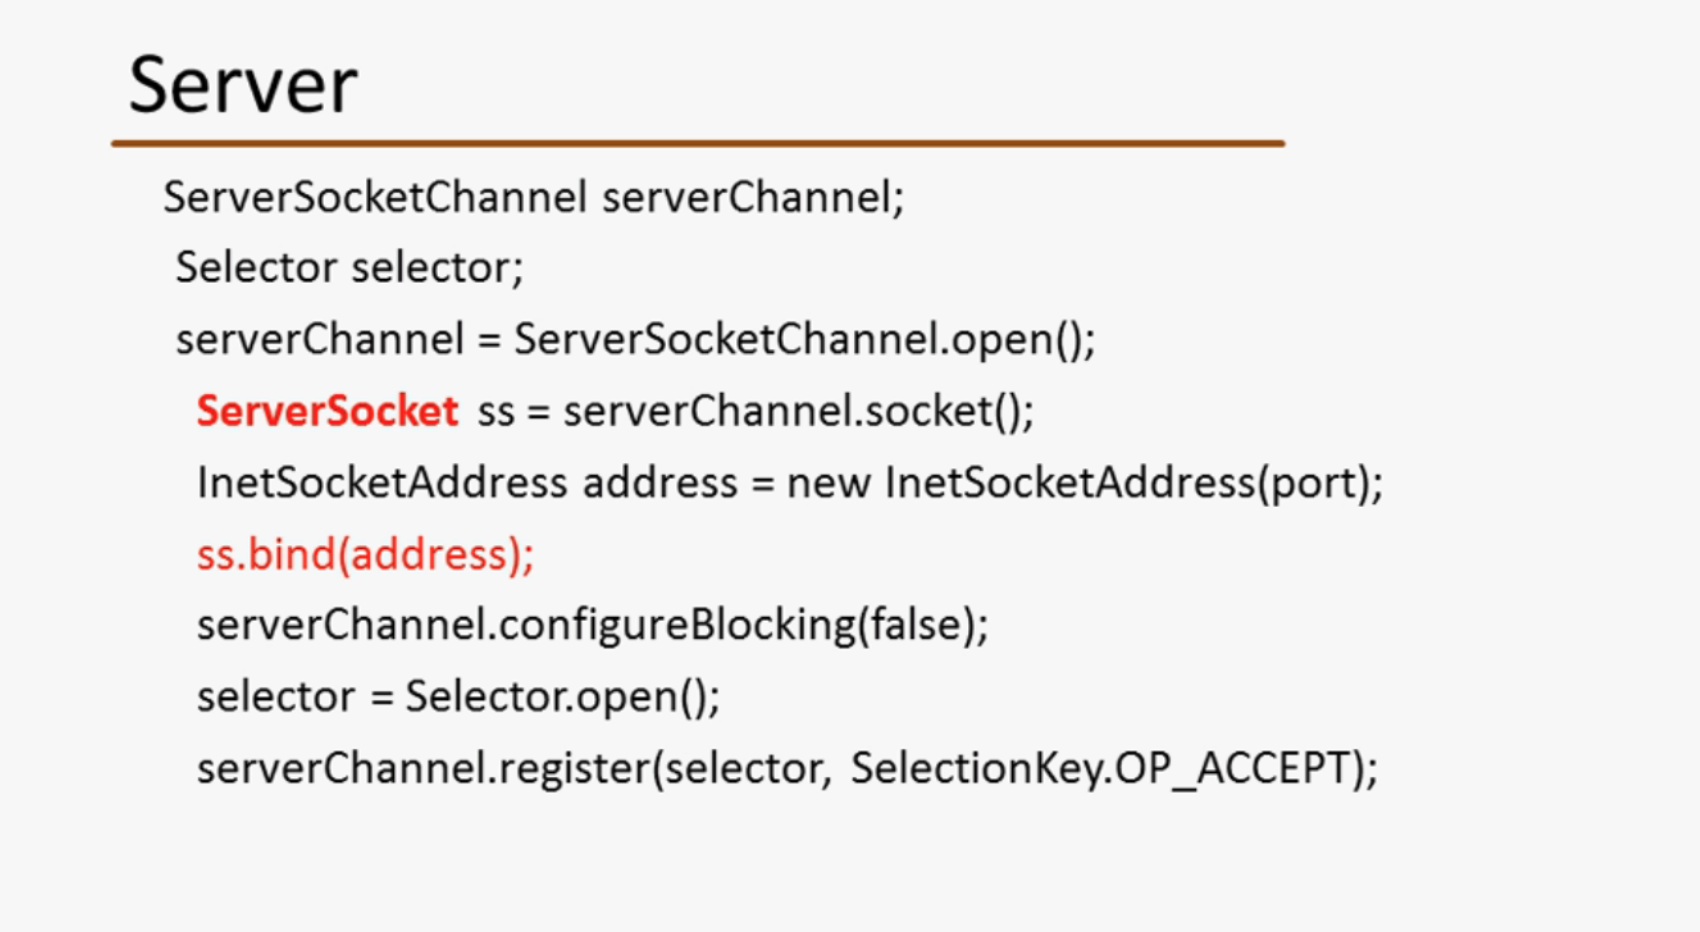 Server
ServerSocketChannel serverChannel;
Selector selector;
serverChannel = ServerSocketChannel.open();
ServerSocket ss = serverChannel.socket();
InetSocketAddress address = new InetSocketAddress(port);
ss.bind(address);
serverChannel.configureBlocking(false);
selector = Selector.open();
serverChannel.register(selector, SelectionKey.OP_ACCEPT);